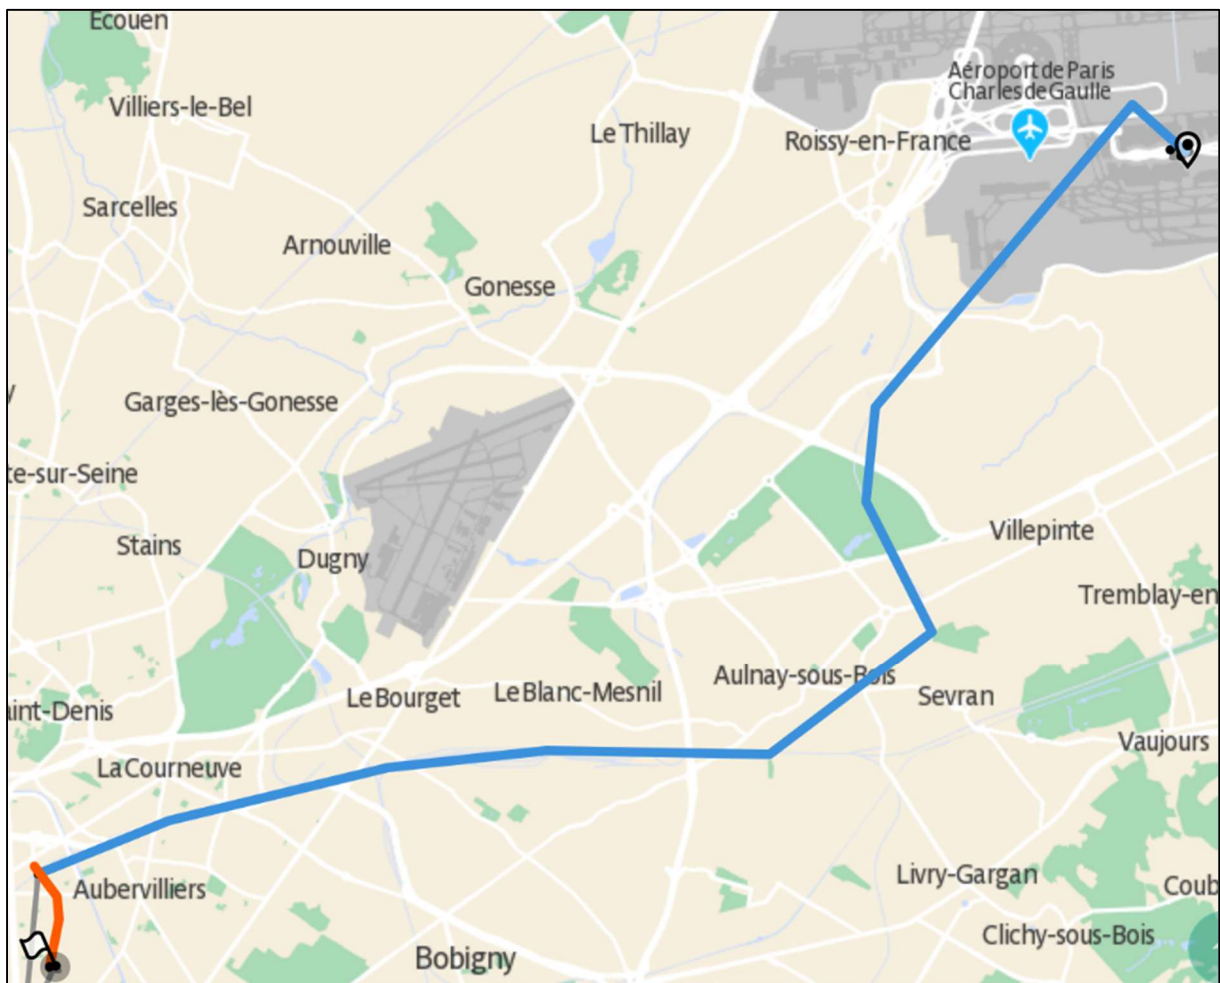 Ecouen
Villiers-le-Bel
Aéroport de Paris
Charles de Gaulle
Le Thillay
Roissy-en-France
Sarcelles
Arnouville
Gonesse
Garges-lès-Gonesse
te-sur-Seine
Stains
Dugny
Villepinte
Tremblay-en
Aulnay-sous-Bois
Le Bourget
Le Blanc-Mesnil
Sevran
aint-Denis
Vaujours
La Courneuve
Aubervilliers
Livry-Gargan
Coub
Clichy-sous-Bois
Bobigny